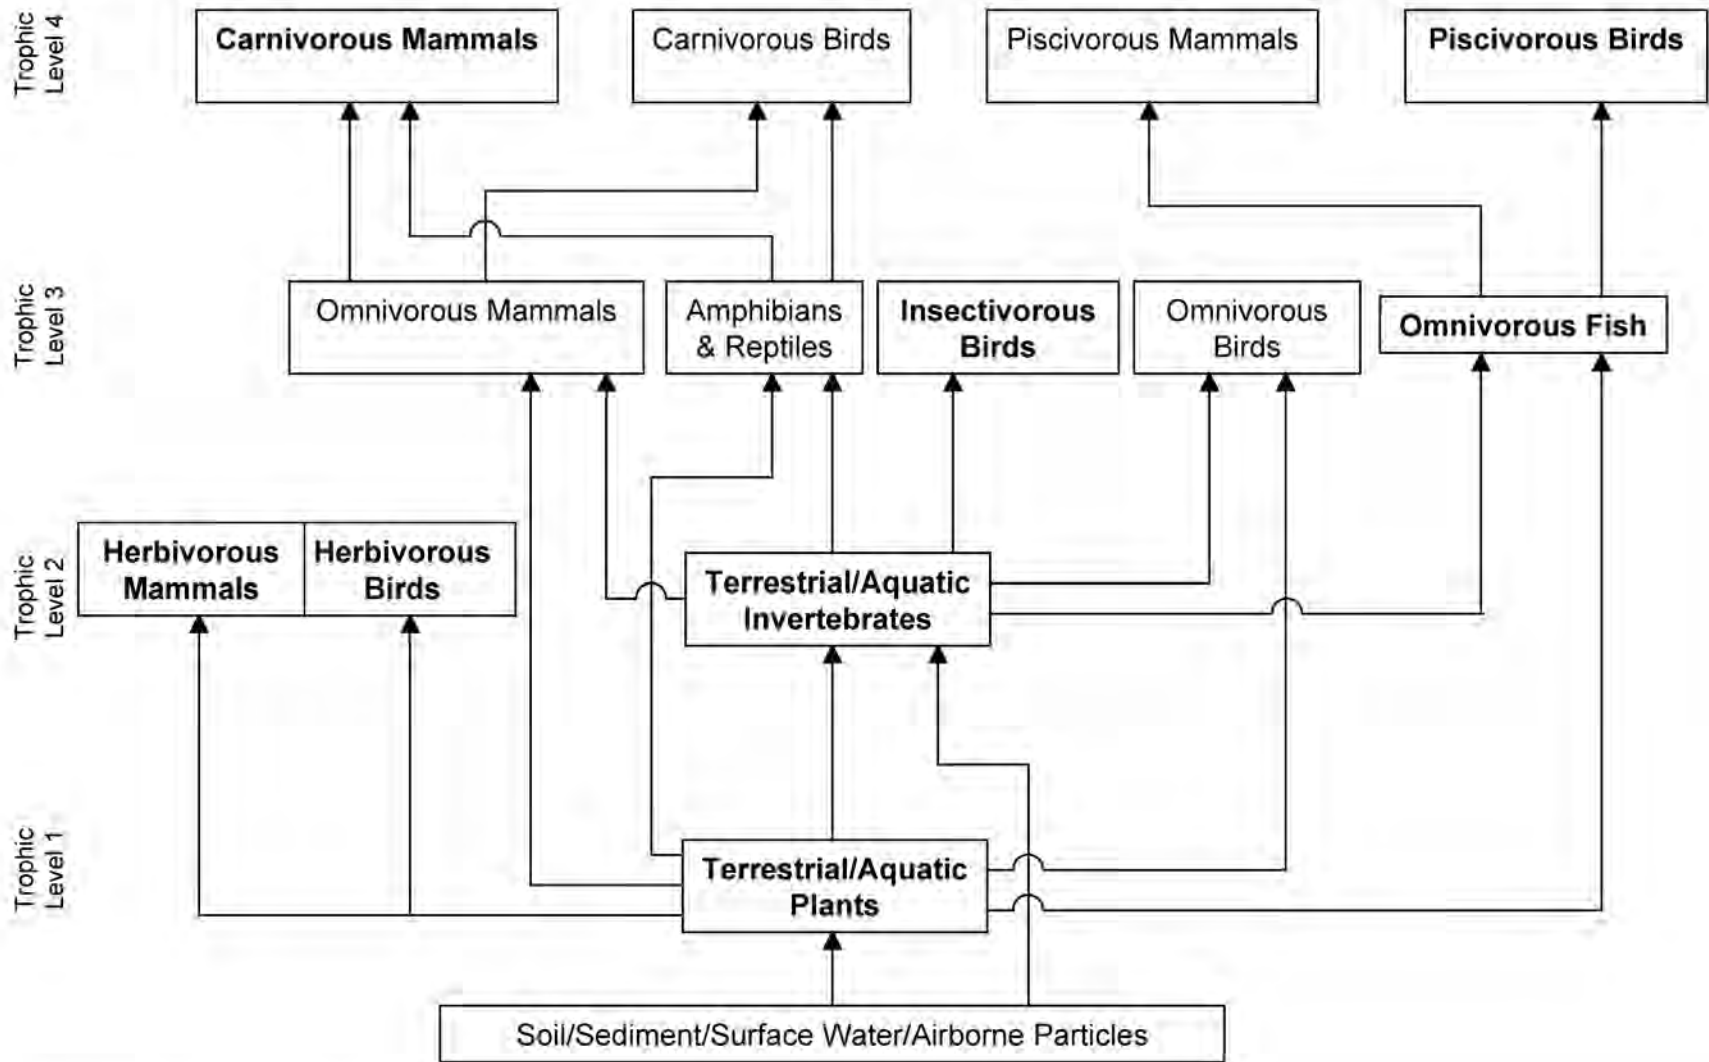 Trophic
Level 4
Carnivorous Mammals
Carnivorous Birds
Piscivorous Mammals
Piscivorous Birds
Trophic
Level 3
Omnivorous Mammals
Amphibians
& Reptiles
Insectivorous
Birds
Omnivorous
Birds
Omnivorous Fish
Trophic
Level 2
Herbivorous
Mammals
Herbivorous
Birds
Terrestrial/Aquatic
Invertebrates
Trophic
Level 1
Terrestrial/Aquatic
Plants
Soil/Sediment/Surface Water/Airborne Particles